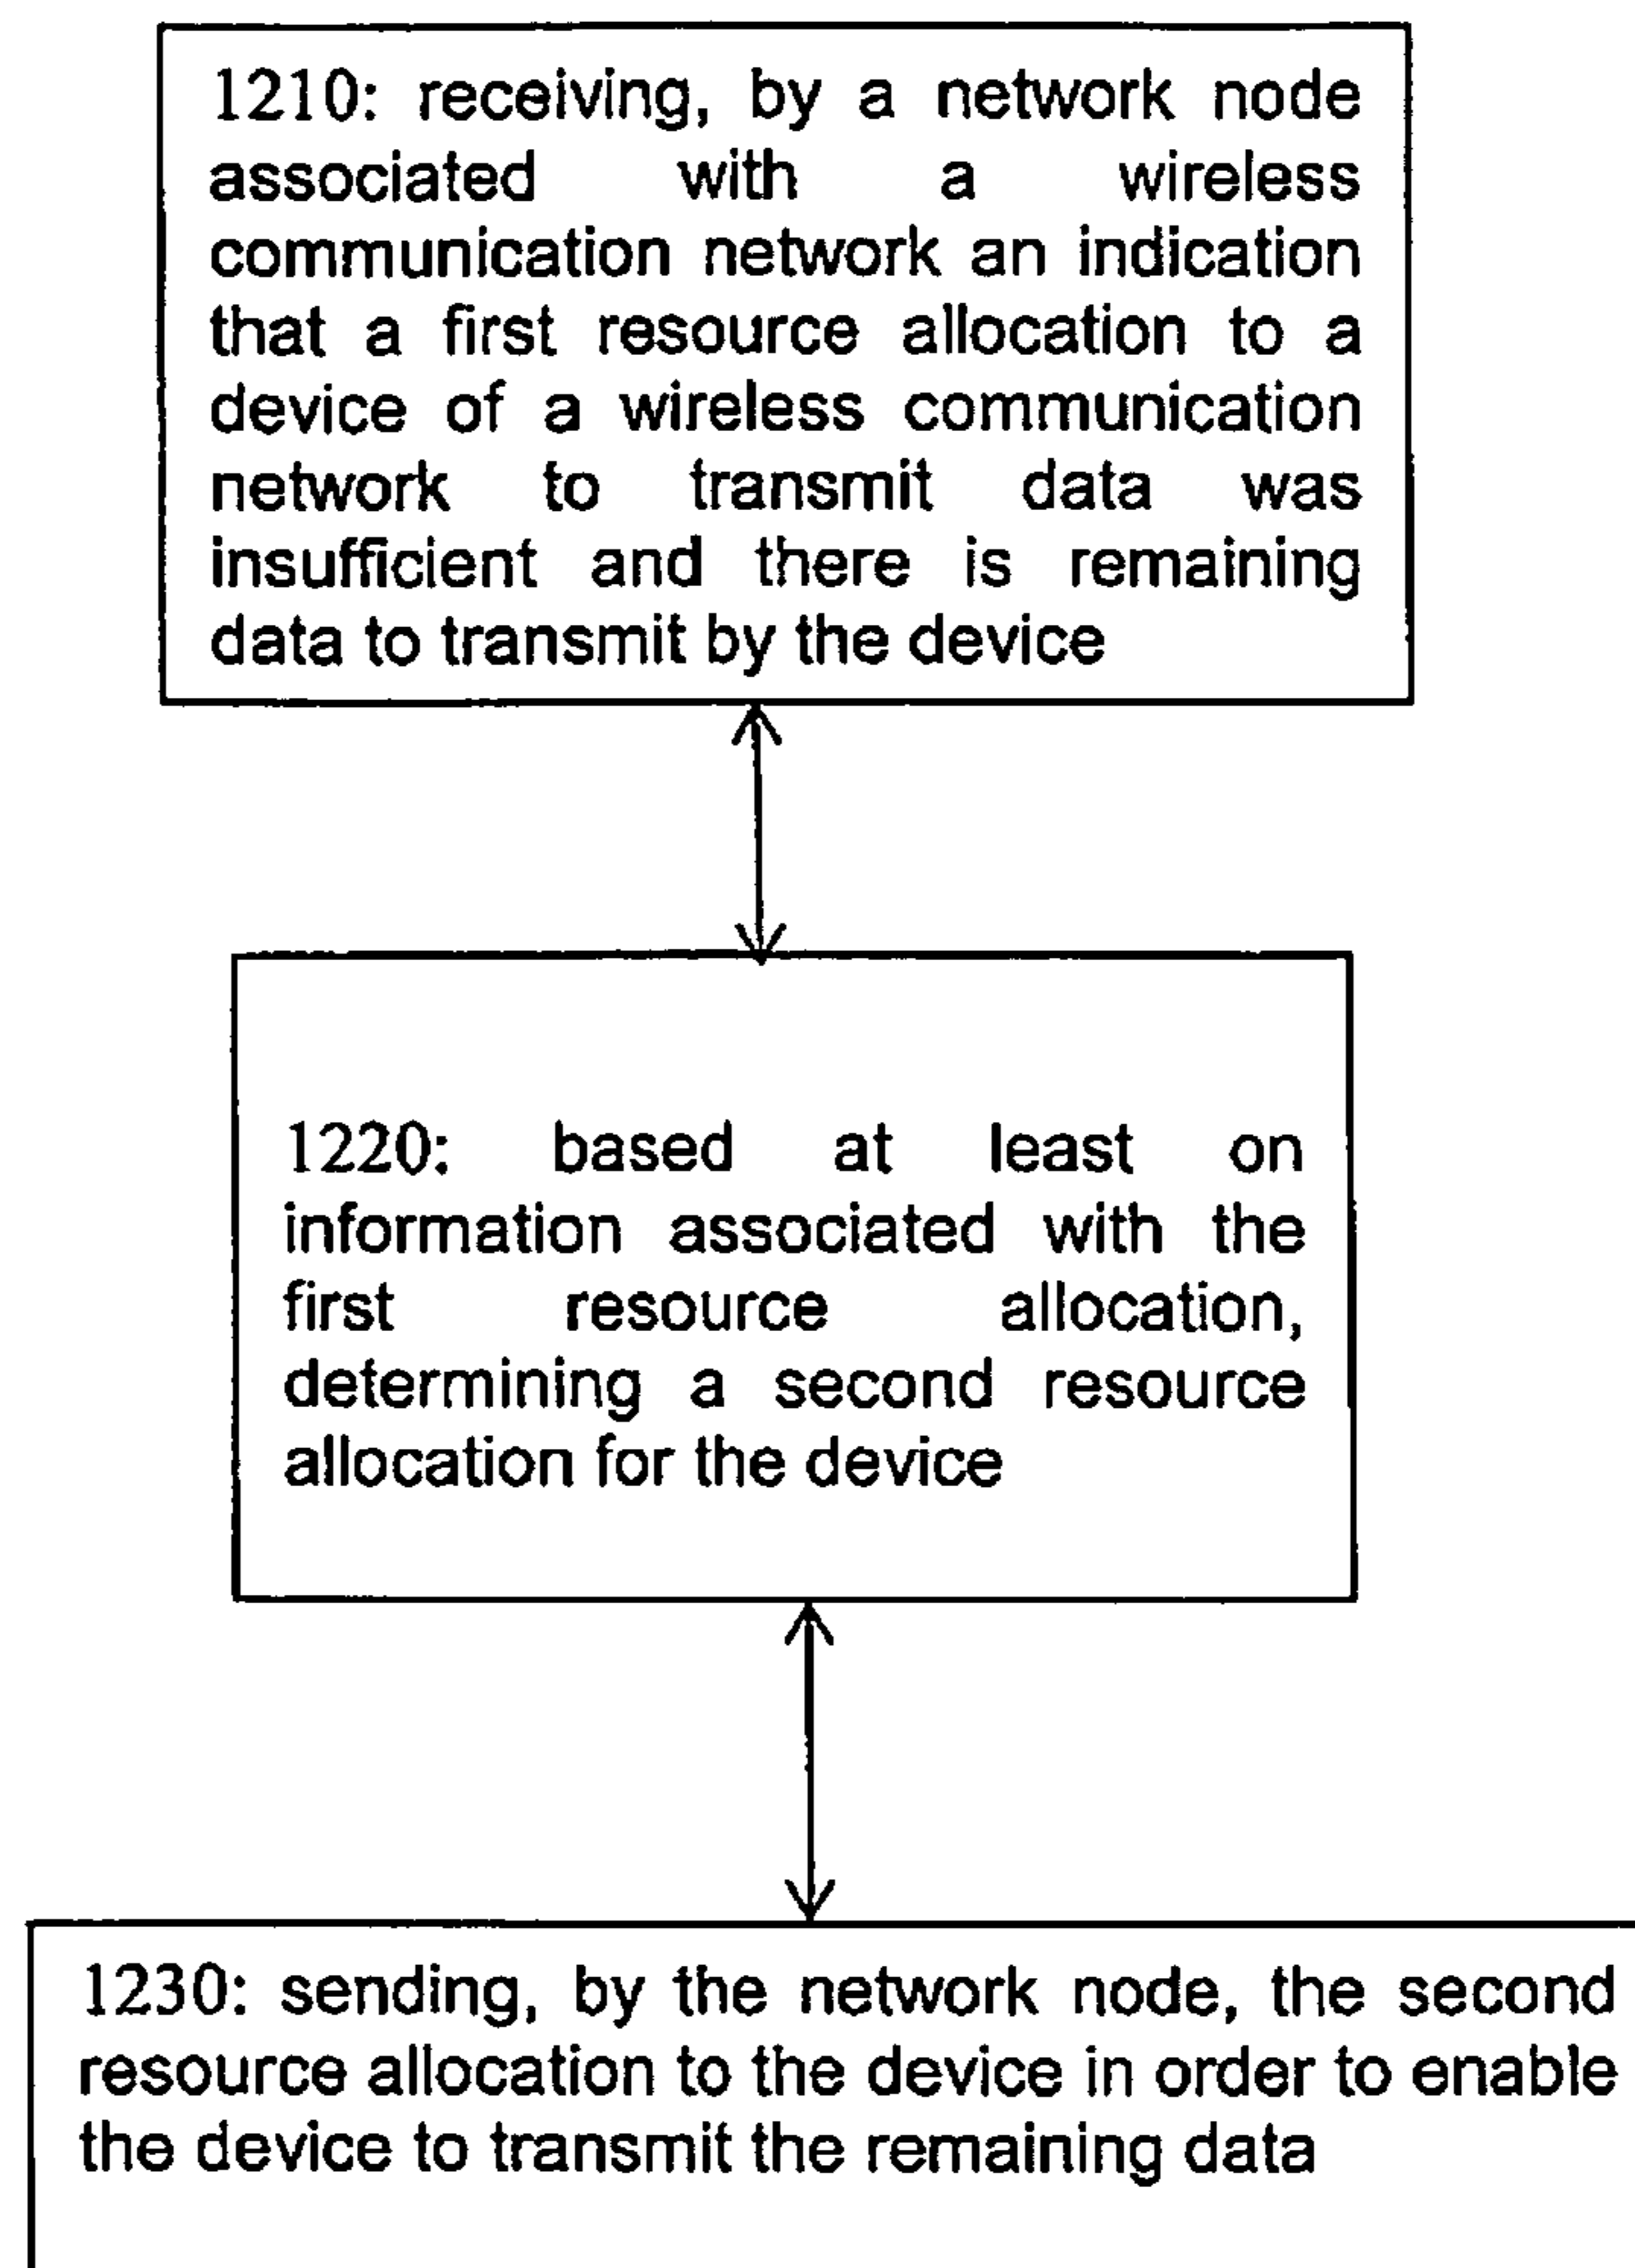 1210: receiving, by a network node
associated with a wireless
communication network an indication
that a first resource allocation to a
device of a wireless communication
network to transmit data was
insufficient and there is remaining
data to transmit by the device
1220: based at least on
information associated with the
first resource allocation,
determining a second resource
allocation for the device
1230: sending, by the network node, the second
resource allocation to the device in order to enable
the device to transmit the remaining data